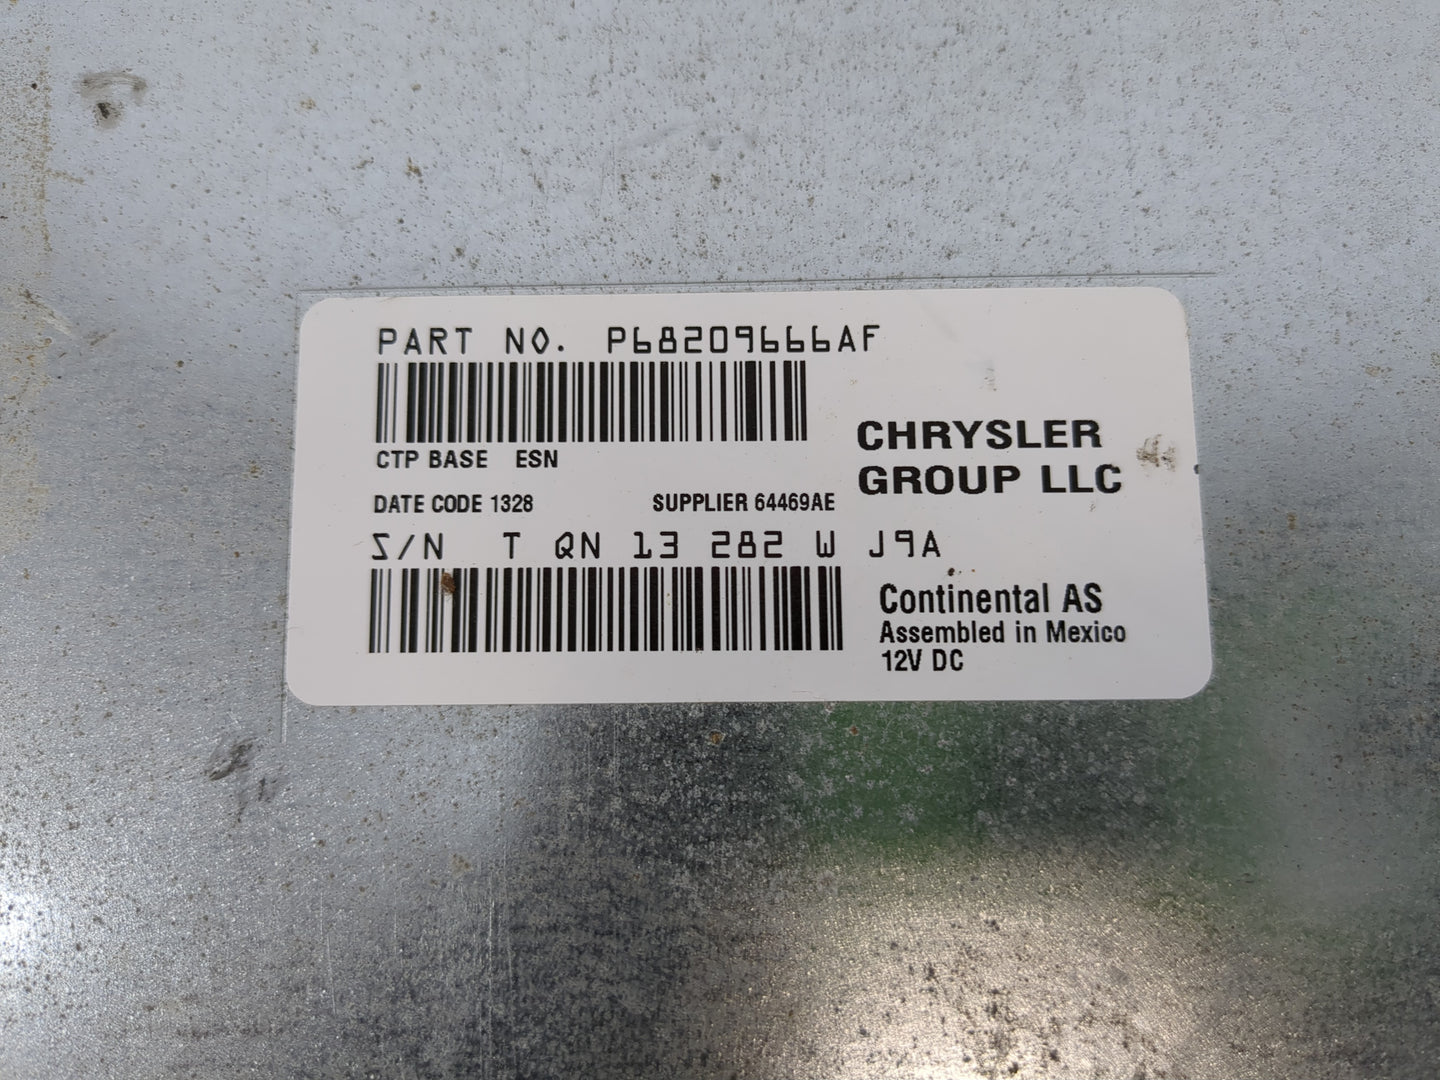 PART NO. P68209666AF
CTP BASE ESN
CHRYSLER
GROUP LLC
DATE CODE 1328 SUPPLIER 64469AE
S/N T QN 13 282 W J9A
Continental AS
Assembled in Mexico
12V DC